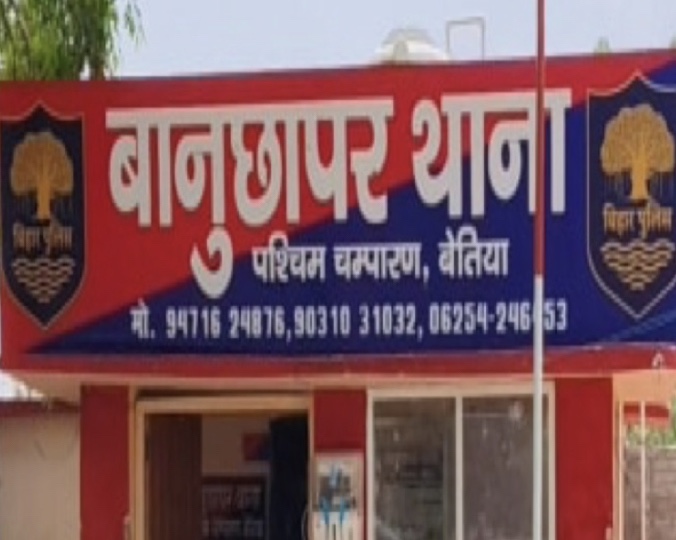 बानुछापर थाना
बिहार पुलिस
बिहार पुलिस
पश्चिम चम्पारण, बेतिया
मो. 94716 24876,90310 31032,